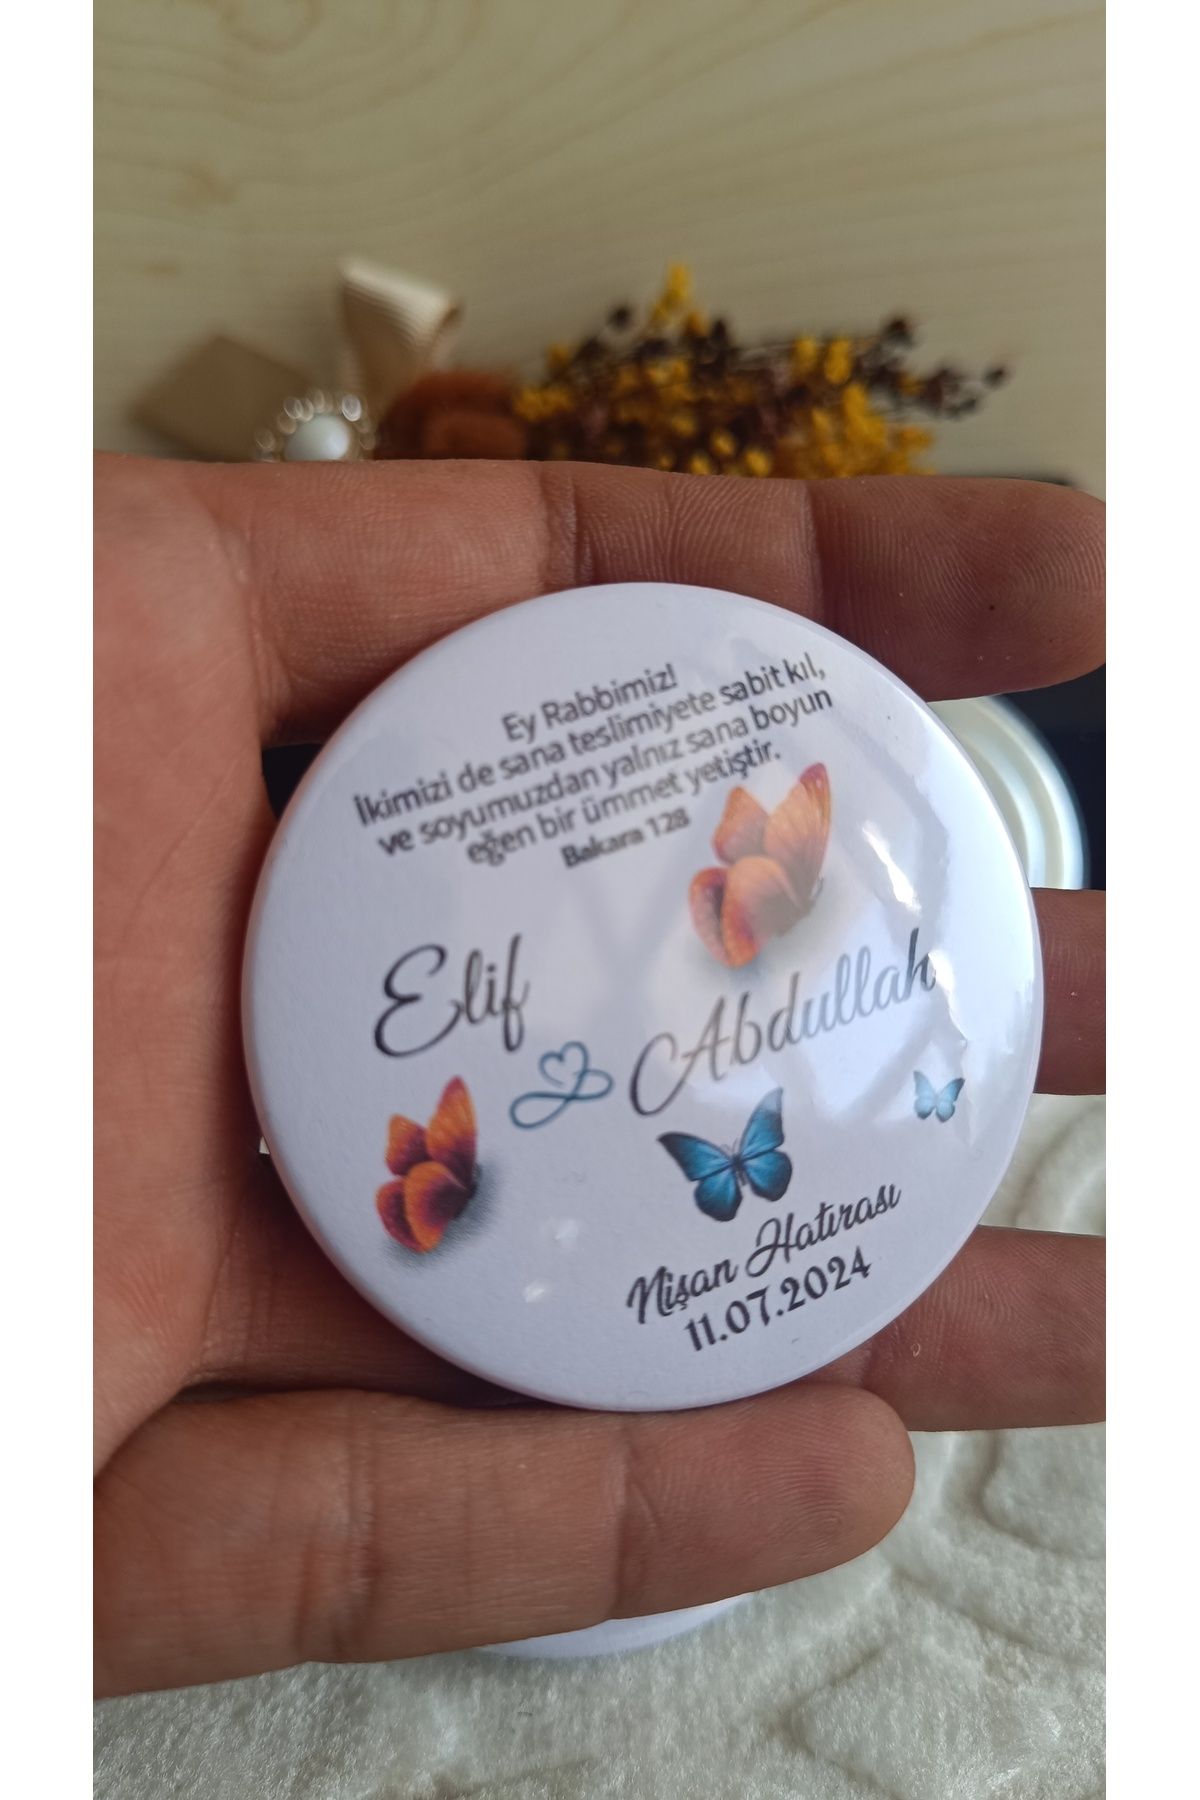 Ey Rabbimiz!
İkimizi de sana teslimiyete sabit kıl,
ve soyumuzdan yalnız sana boyun
eğen bir ümmet yetiştir.
Bakara 128
Elif
Abdullah
Nişan Hatırası
11.07.2024